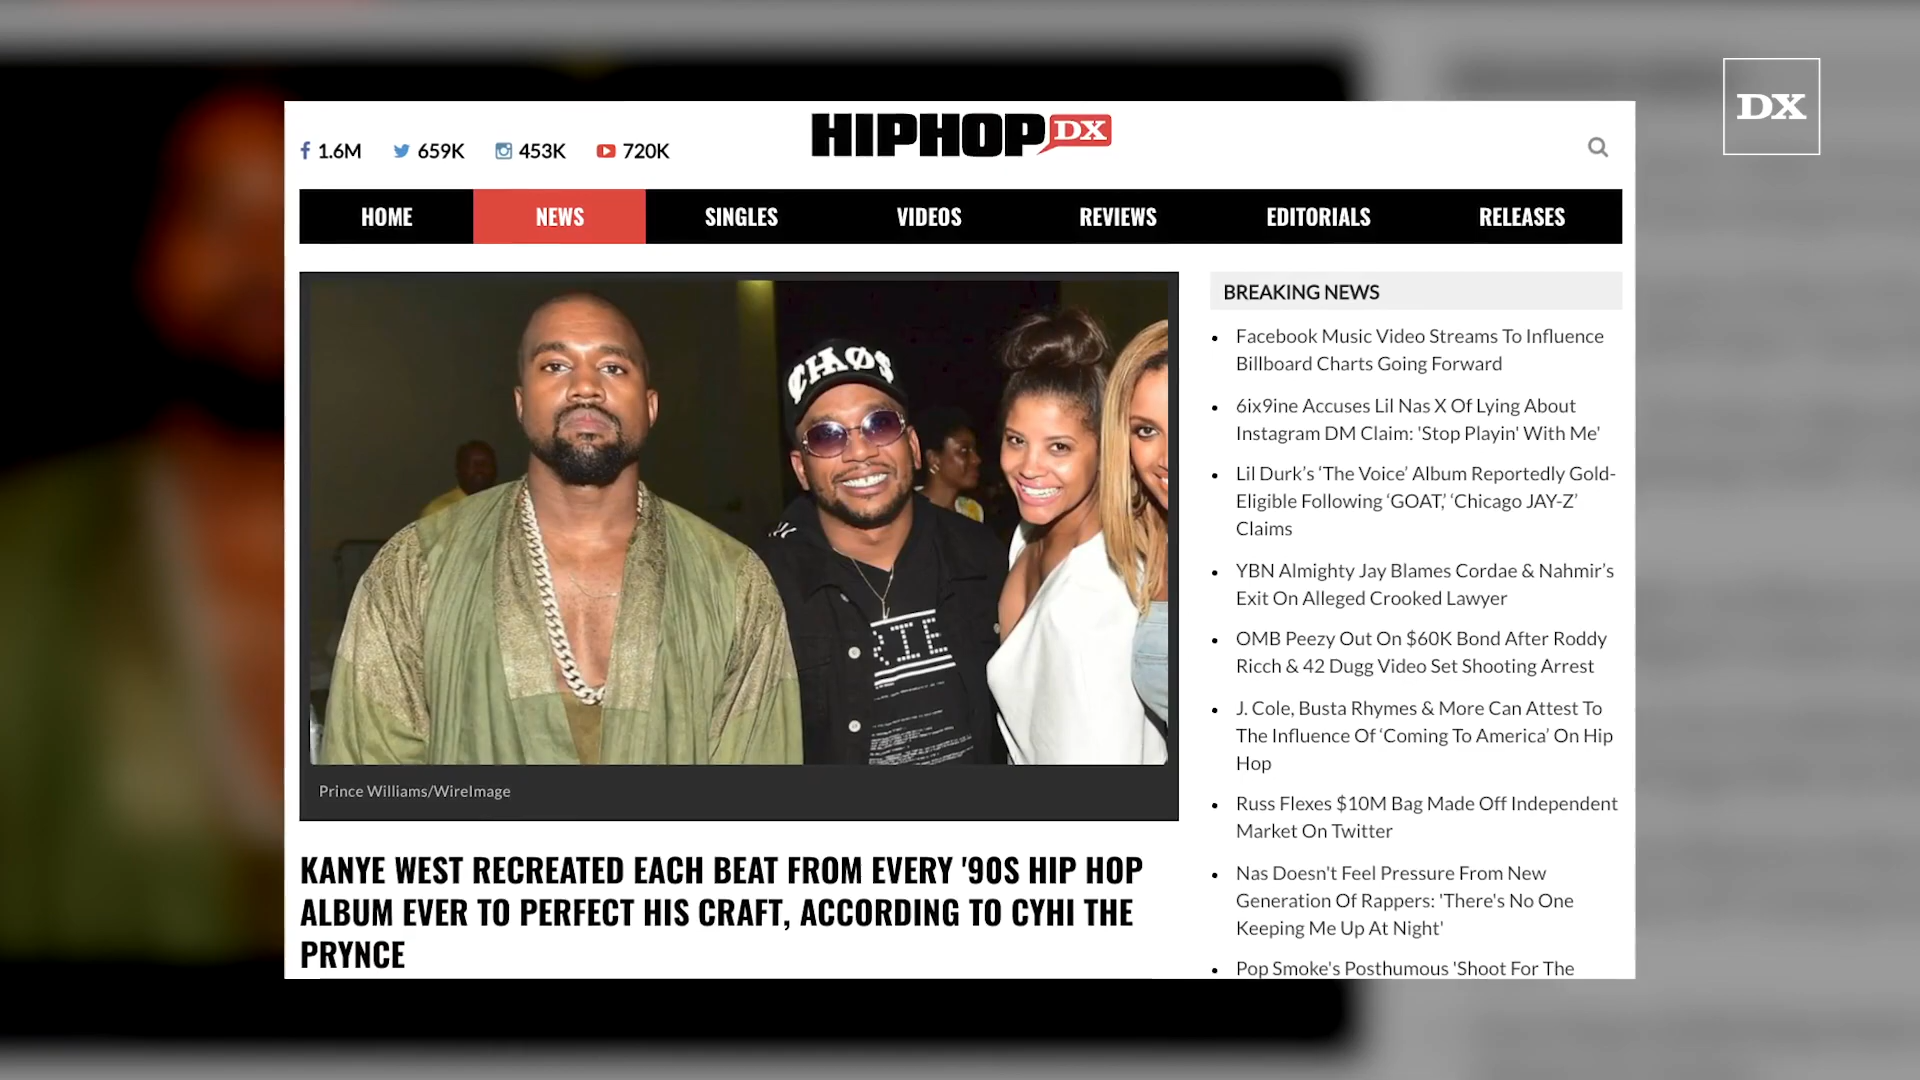 DX
1.6M 659K 453K 720K
HIPHOPDX
HOME NEWS SINGLES VIDEOS REVIEWS EDITORIALS RELEASES
CHAØS
RIE
Prince Williams/WireImage
KANYE WEST RECREATED EACH BEAT FROM EVERY '90S HIP HOP
ALBUM EVER TO PERFECT HIS CRAFT, ACCORDING TO CYHI THE
PRYNCE
BREAKING NEWS
Facebook Music Video Streams To Influence
Billboard Charts Going Forward
6ix9ine Accuses Lil Nas X Of Lying About
Instagram DM Claim: 'Stop Playin' With Me'
Lil Durk’s ‘The Voice’ Album Reportedly Gold-
Eligible Following ‘GOAT,’ ‘Chicago JAY-Z’
Claims
YBN Almighty Jay Blames Cordae & Nahmir’s
Exit On Alleged Crooked Lawyer
OMB Peezy Out On $60K Bond After Roddy
Ricch & 42 Dugg Video Set Shooting Arrest
J. Cole, Busta Rhymes & More Can Attest To
The Influence Of ‘Coming To America’ On Hip
Hop
Russ Flexes $10M Bag Made Off Independent
Market On Twitter
Nas Doesn't Feel Pressure From New
Generation Of Rappers: 'There's No One
Keeping Me Up At Night'
Pop Smoke's Posthumous 'Shoot For The